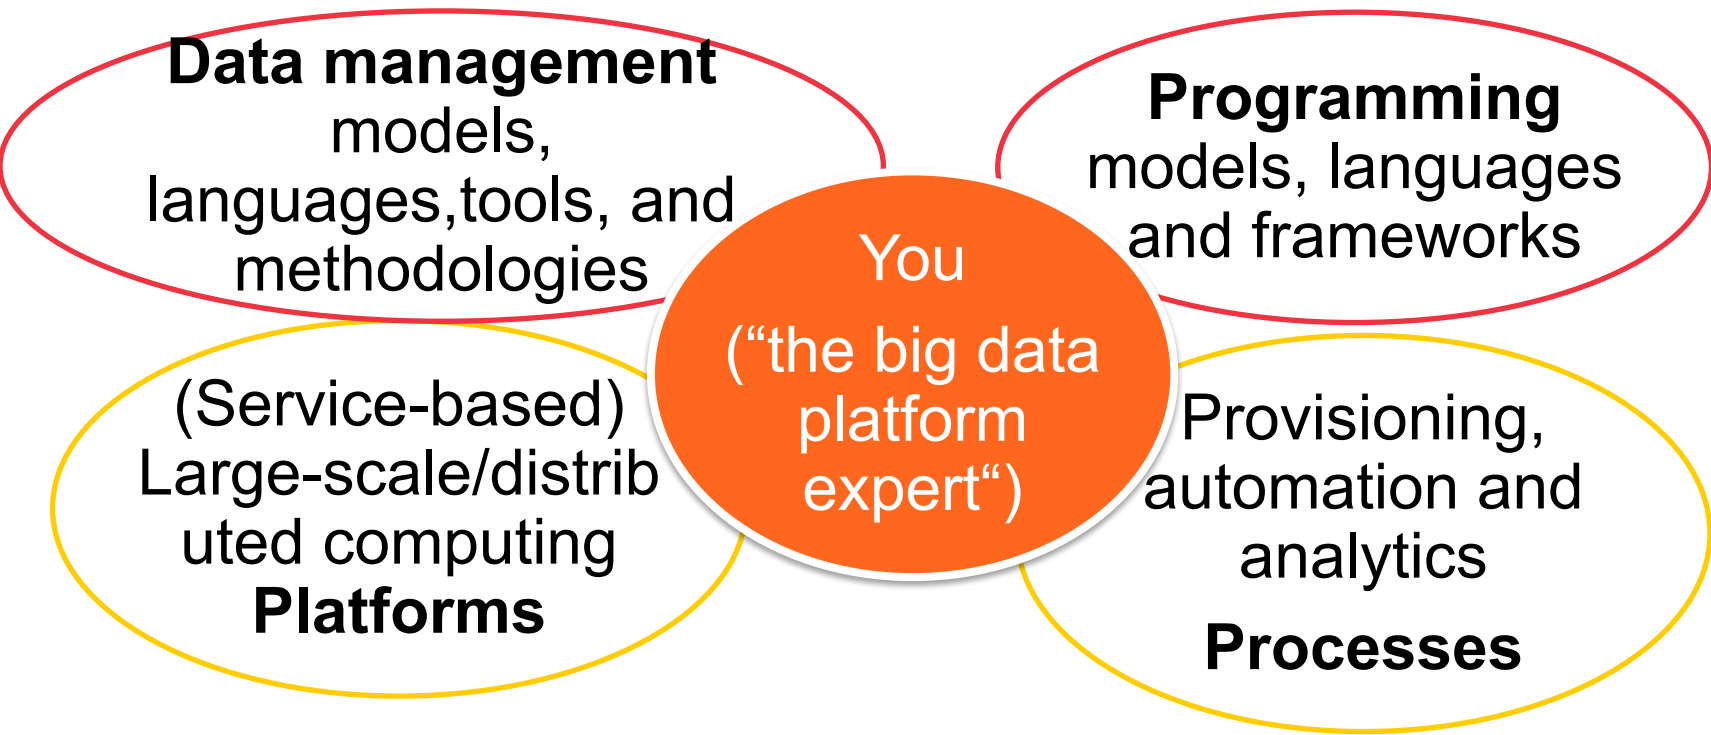 Data management
models,
languages,tools, and
methodologies
Programming
models, languages
and frameworks
You
(“the big data
platform
expert“)
(Service-based)
Large-scale/distrib
uted computing
Platforms
Provisioning,
automation and
analytics
Processes